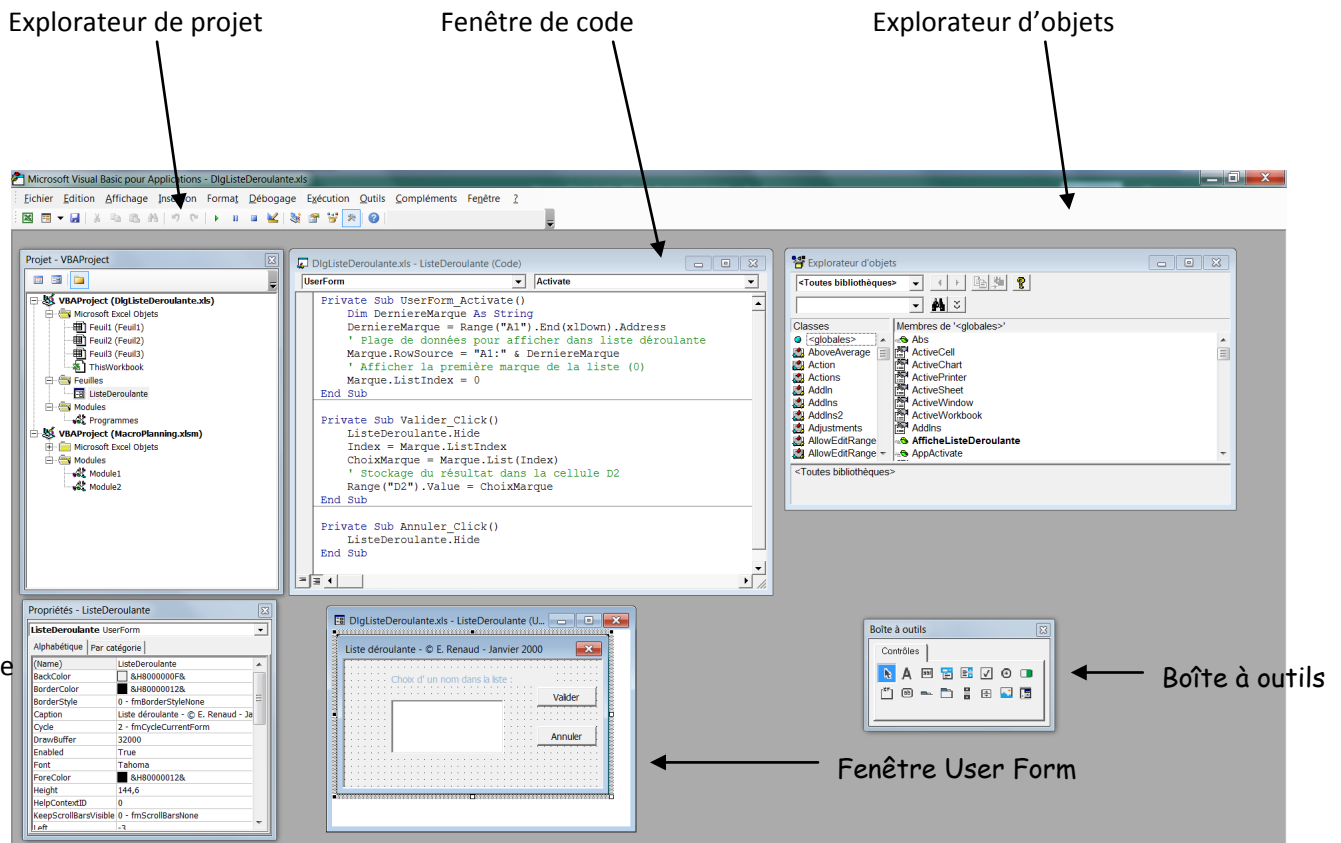 Explorateur de projet
Fenêtre de code
Explorateur d’objets
Microsoft Visual Basic pour Applications - DlgListeDeroulante.xls
Fichier Edition Affichage Insertion Format Débogage Exécution Outils Compléments Fenêtre ?
Projet - VBAProject
VBAProject (DlgListeDeroulante.xls)
Microsoft Excel Objets
Feuil1 (Feuil1)
Feuil2 (Feuil2)
Feuil3 (Feuil3)
ThisWorkbook
Feuilles
ListeDeroulante
Modules
Programmes
VBAProject (MacroPlanning.xlsm)
Microsoft Excel Objets
Modules
Module1
Module2
DlgListeDeroulante.xls - ListeDeroulante (Code)
UserForm
Activate
Private Sub UserForm_Activate()
Dim DerniereMarque As String
DerniereMarque = Range("A1").End(xlDown).Address
' Plage de données pour afficher dans liste déroulante
Marque.RowSource = "A1:" & DerniereMarque
' Afficher la première marque de la liste (0)
Marque.ListIndex = 0
End Sub
Private Sub Valider_Click()
ListeDeroulante.Hide
Index = Marque.ListIndex
ChoixMarque = Marque.List(Index)
' Stockage du résultat dans la cellule D2
Range("D2").Value = ChoixMarque
End Sub
Private Sub Annuler_Click()
ListeDeroulante.Hide
End Sub
Explorateur d'objets
<Toutes bibliothèques>
Classes
<globales>
AboveAverage
Action
Actions
AddIn
AddIns
AddIns2
Adjustments
AllowEditRange
AllowEditRange
Membres de '<globales>'
Abs
ActiveCell
ActiveChart
ActivePrinter
ActiveSheet
ActiveWindow
ActiveWorkbook
AddIns
AfficheListeDeroulante
AppActivate
<Toutes bibliothèques>
Propriétés - ListeDeroulante
ListeDeroulante UserForm
Alphabétique Par catégorie
(Name) ListeDeroulante
BackColor &H8000000F&
BorderColor &H80000012&
BorderStyle 0 - fmBorderStyleNone
Caption Liste déroulante - © E. Renaud - Ja
Cycle 2 - fmCycleCurrentForm
DrawBuffer 32000
Enabled True
Font Tahoma
ForeColor &H80000012&
Height 144,6
HelpContextID 0
KeepScrollBarsVisible 0 - fmScrollBarsNone
Left -3
e
DlgListeDeroulante.xls - ListeDeroulante (U...
Liste déroulante - © E. Renaud - Janvier 2000
Choix d' un nom dans la liste :
Valider
Annuler
Fenêtre User Form
Boîte à outils
Contrôles
Boîte à outils